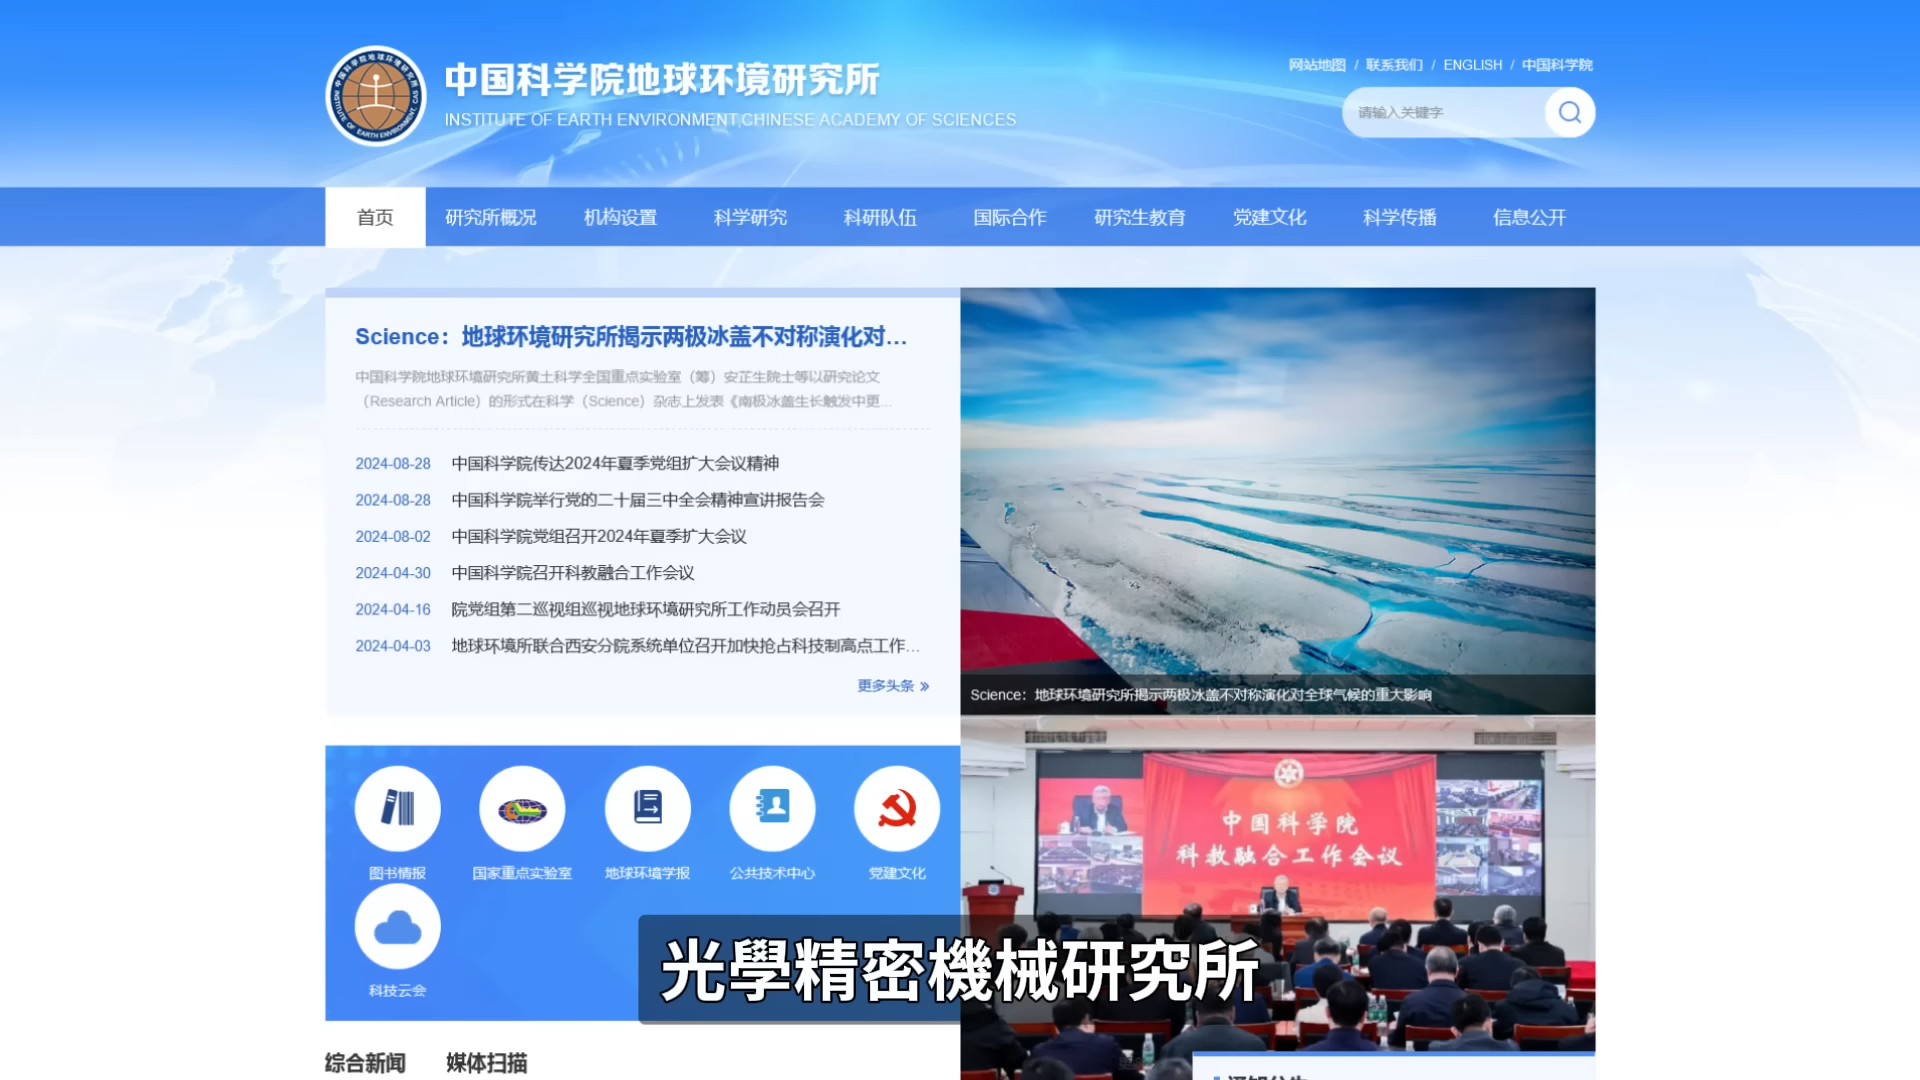 中国科学院地球环境研究所
INSTITUTE OF EARTH ENVIRONMENT,CHINESE ACADEMY OF SCIENCES
网站地图 / 联系我们 / ENGLISH / 中国科学院
请输入关键字
首页 研究所概况 机构设置 科学研究 科研队伍 国际合作 研究生教育 党建文化 科学传播 信息公开
Science：地球环境研究所揭示两极冰盖不对称演化对...
中国科学院地球环境研究所黄土科学全国重点实验室（筹）安芷生院士等以研究论文
（Research Article）的形式在科学（Science）杂志上发表《南极冰盖生长触发中更...
2024-08-28 中国科学院传达2024年夏季党组扩大会议精神
2024-08-28 中国科学院举行党的二十届三中全会精神宣讲报告会
2024-08-02 中国科学院党组召开2024年夏季扩大会议
2024-04-30 中国科学院召开科教融合工作会议
2024-04-16 院党组第二巡视组巡视地球环境研究所工作动员会召开
2024-04-03 地球环境所联合西安分院系统单位召开加快抢占科技制高点工作...
更多头条 »
Science：地球环境研究所揭示两极冰盖不对称演化对全球气候的重大影响
中国科学院
科教融合工作会议
图书情报 国家重点实验室 地球环境学报 公共技术中心 党建文化
科技云会
光學精密機械研究所
综合新闻 媒体扫描